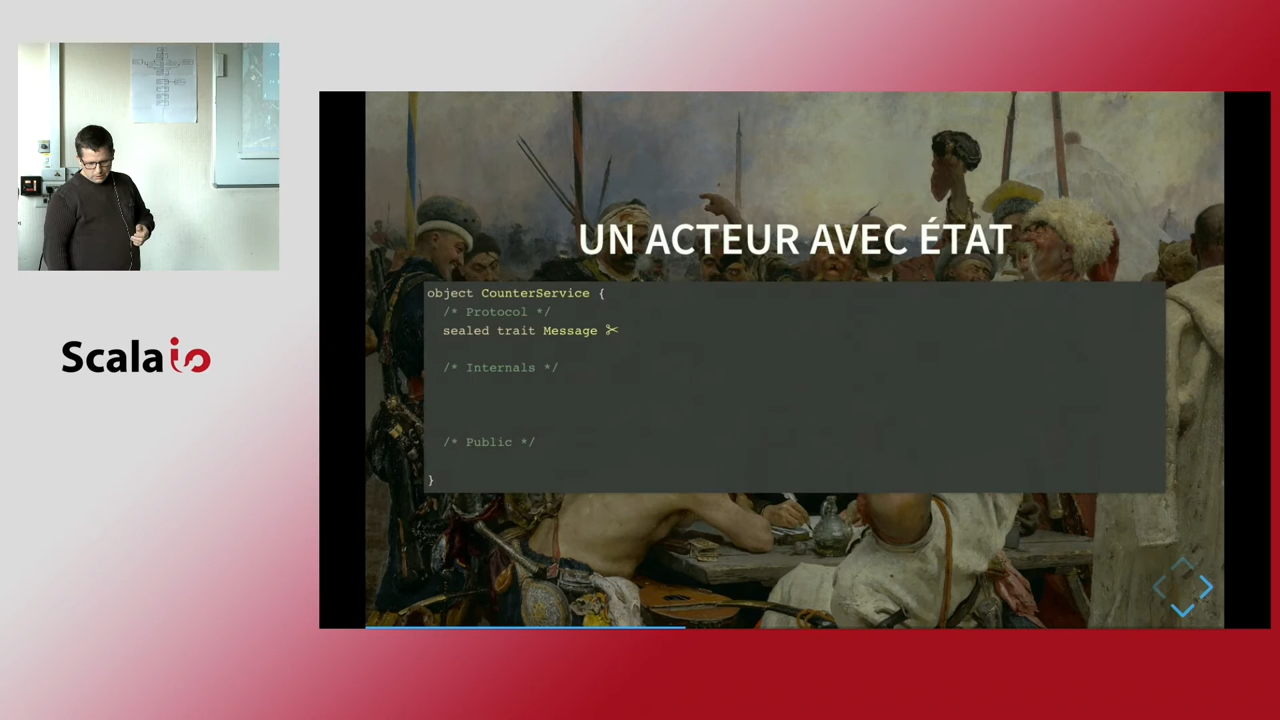 Scala io
UN ACTEUR AVEC ÉTAT
object CounterService {
/* Protocol */
sealed trait Message ✂
/* Internals */
/* Public */
}